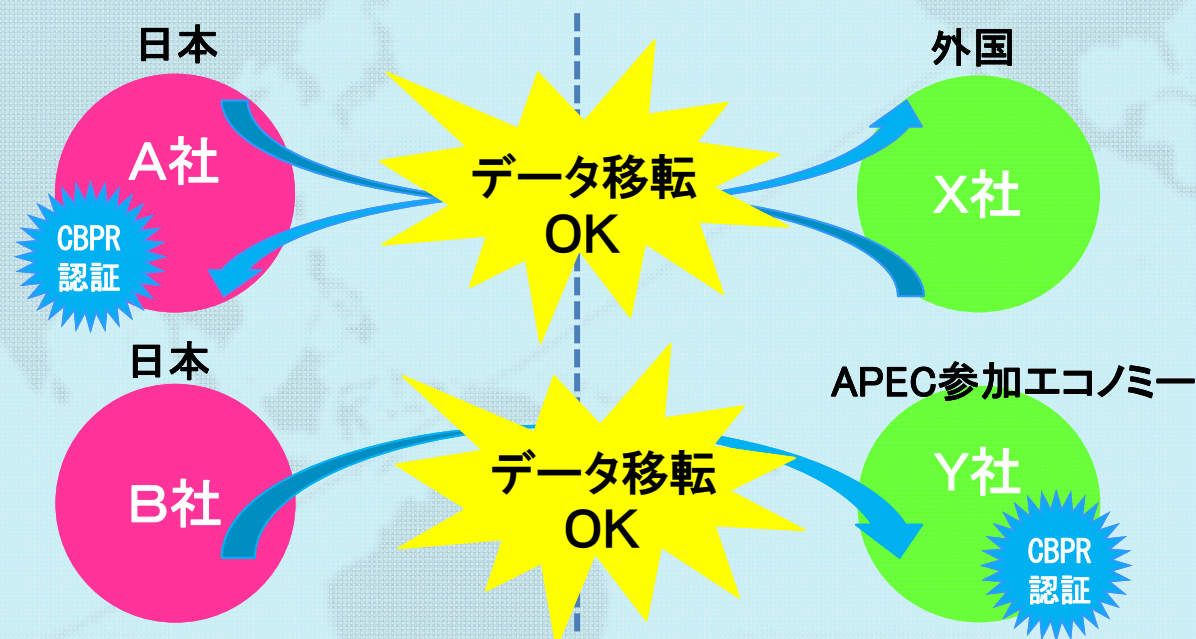 日本
外国
A社
データ移転
OK
X社
CBPR
認証
日本
APEC参加エコノミー
B社
データ移転
OK
Y社
CBPR
認証